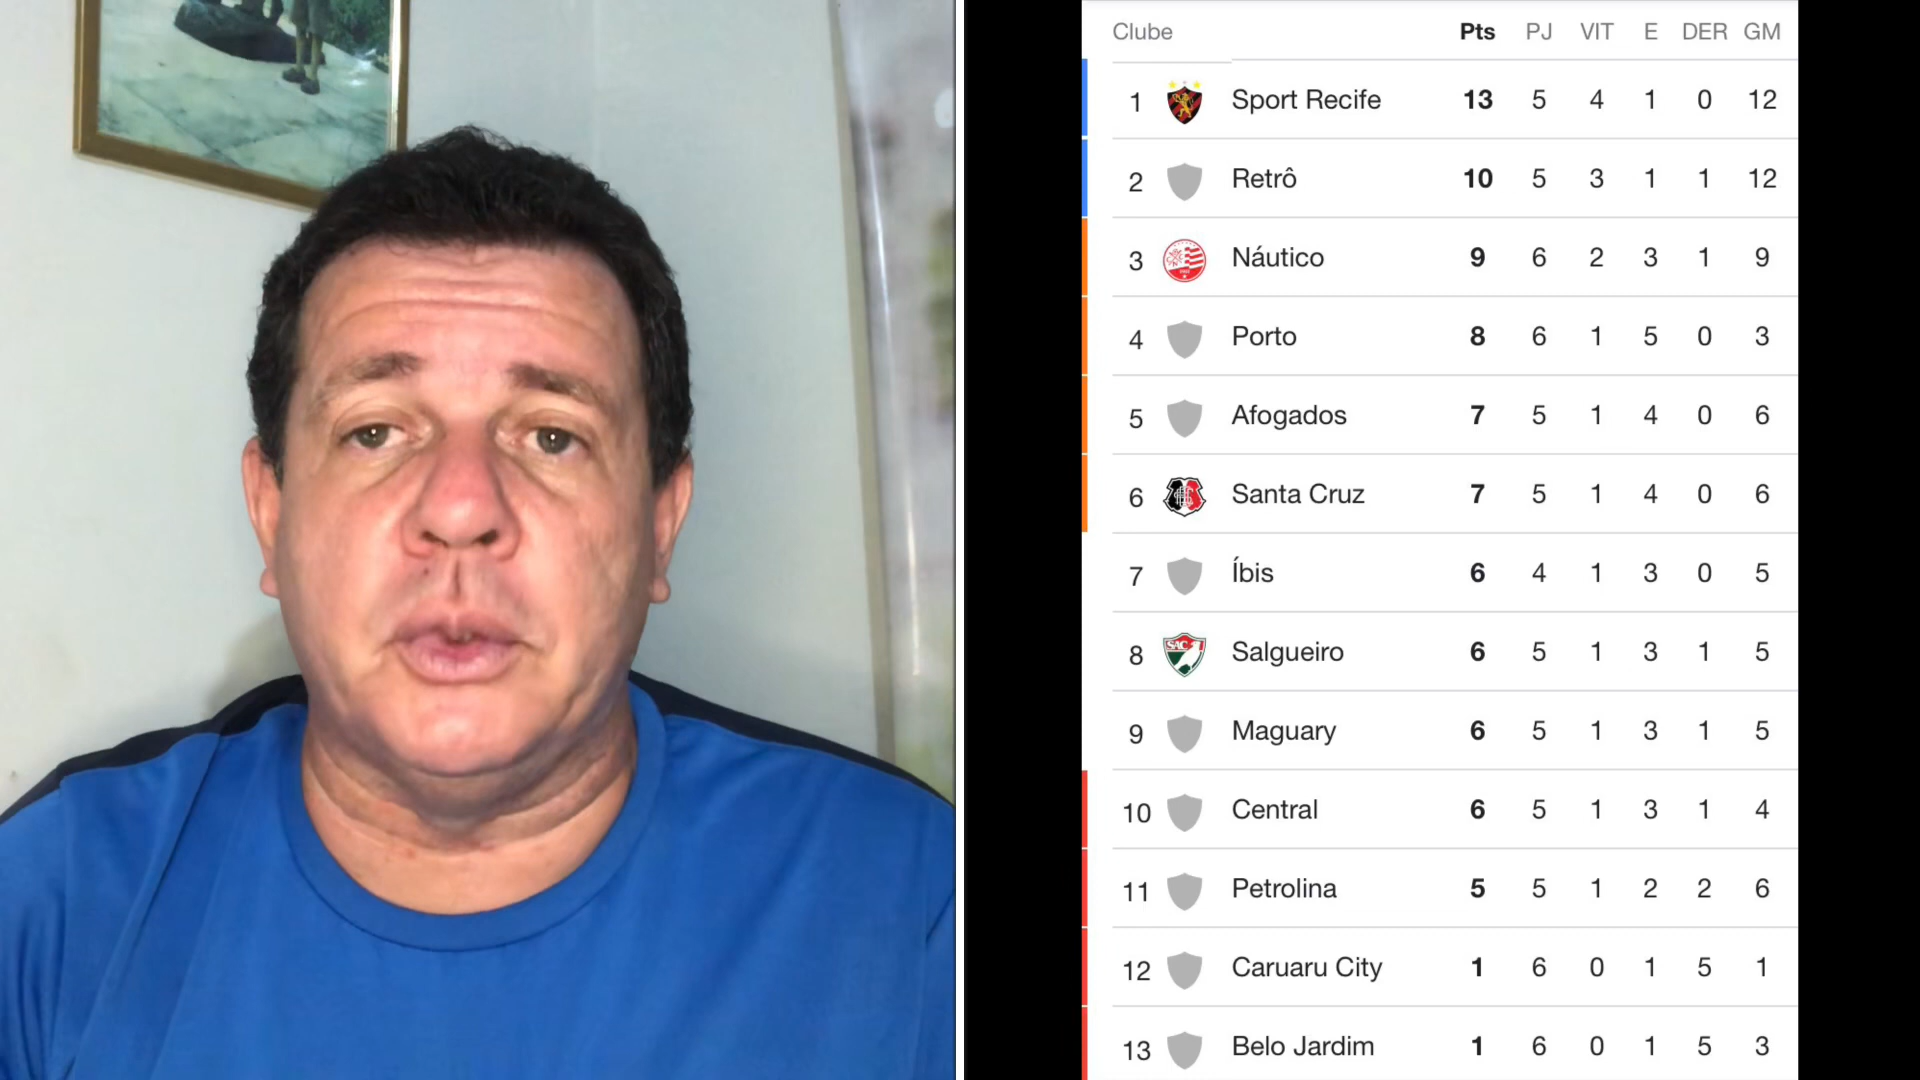 Clube Pts PJ VIT E DER GM
1 Sport Recife 13 5 4 1 0 12
2 Retrô 10 5 3 1 1 12
3 Náutico 9 6 2 3 1 9
4 Porto 8 6 1 5 0 3
5 Afogados 7 5 1 4 0 6
6 Santa Cruz 7 5 1 4 0 6
7 Íbis 6 4 1 3 0 5
8 SAC Salgueiro 6 5 1 3 1 5
9 Maguary 6 5 1 3 1 5
10 Central 6 5 1 3 1 4
11 Petrolina 5 5 1 2 2 6
12 Caruaru City 1 6 0 1 5 1
13 Belo Jardim 1 6 0 1 5 3